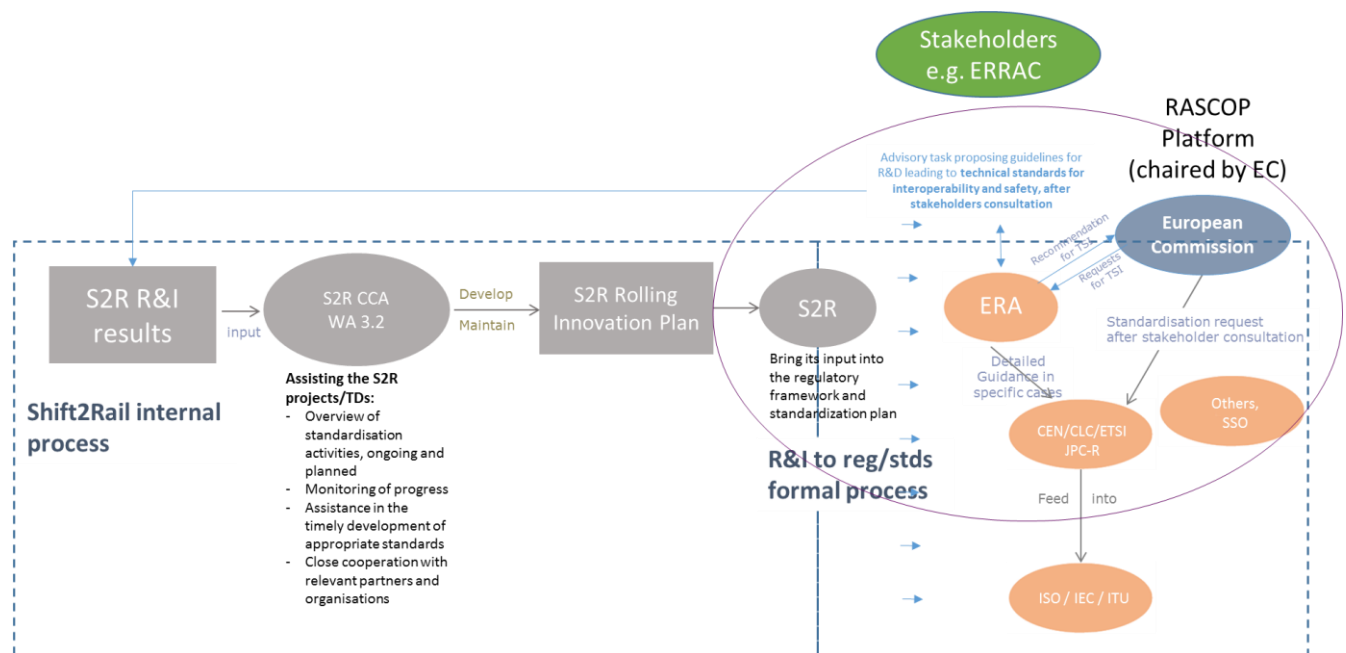 Stakeholders
e.g. ERRAC
RASCOP
Platform
(chaired by EC)
Advisory task proposing guidelines for
R&D leading to technical standards for
interoperability and safety, after
stakeholders consultation
European
Commission
Recommendation
for TSI
Requests
for TSI
S2R R&I
results
input
S2R CCA
WA 3.2
Develop
Maintain
S2R Rolling
Innovation Plan
S2R
ERA
Standardisation request
after stakeholder consultation
Bring its input into
the regulatory
framework and
standardization plan
Detailed
Guidance in
specific cases
Shift2Rail internal
process
Assisting the S2R
projects/TDs:
- Overview of
standardisation
activities, ongoing and
planned
- Monitoring of progress
- Assistance in the
timely development of
appropriate standards
- Close cooperation with
relevant partners and
organisations
Others,
SSO
CEN/CLC/ETSI
JPC-R
R&I to reg/stds
formal process
Feed into
ISO / IEC / ITU